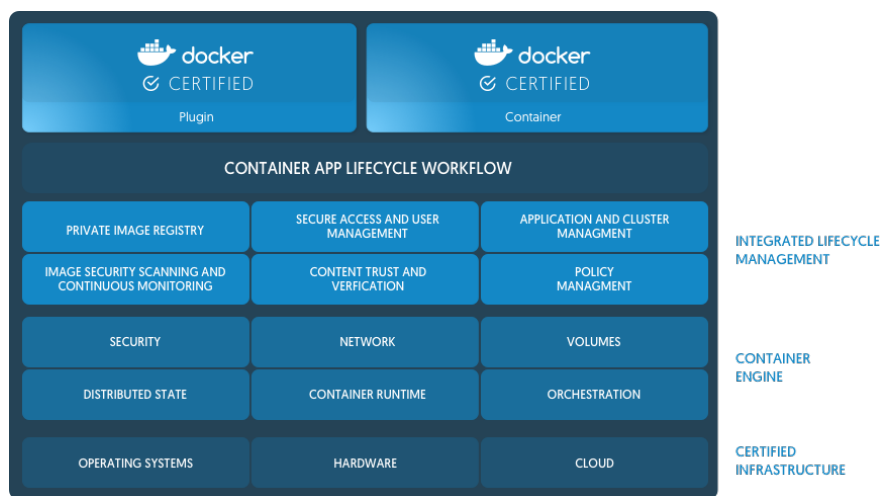 docker
CERTIFIED
Plugin
docker
CERTIFIED
Container
CONTAINER APP LIFECYCLE WORKFLOW
PRIVATE IMAGE REGISTRY
SECURE ACCESS AND USER
MANAGEMENT
APPLICATION AND CLUSTER
MANAGMENT
IMAGE SECURITY SCANNING AND
CONTINUOUS MONITORING
CONTENT TRUST AND
VERFICATION
POLICY
MANAGMENT
INTEGRATED LIFECYCLE
MANAGEMENT
SECURITY
NETWORK
VOLUMES
DISTRIBUTED STATE
CONTAINER RUNTIME
ORCHESTRATION
CONTAINER
ENGINE
OPERATING SYSTEMS
HARDWARE
CLOUD
CERTIFIED
INFRASTRUCTURE